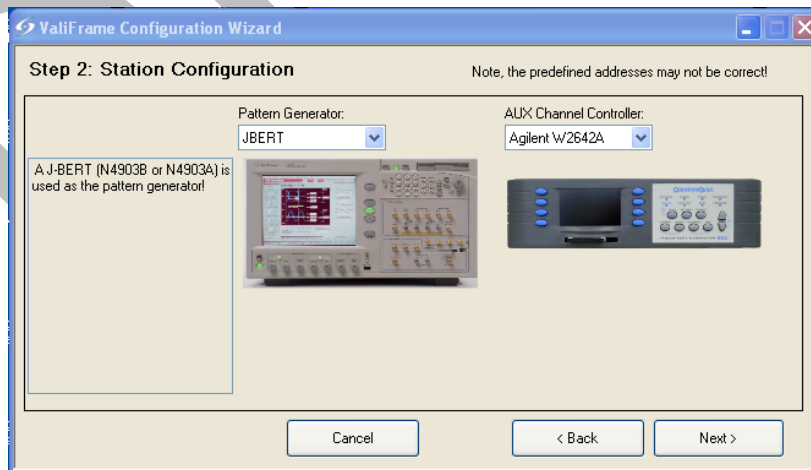 ValiFrame Configuration Wizard
Step 2: Station Configuration
Note, the predefined addresses may not be correct!
Pattern Generator:
AUX Channel Controller:
JBERT
Agilent W2642A
A J-BERT (N4903B or N4903A) is
used as the pattern generator!
Cancel
< Back
Next >